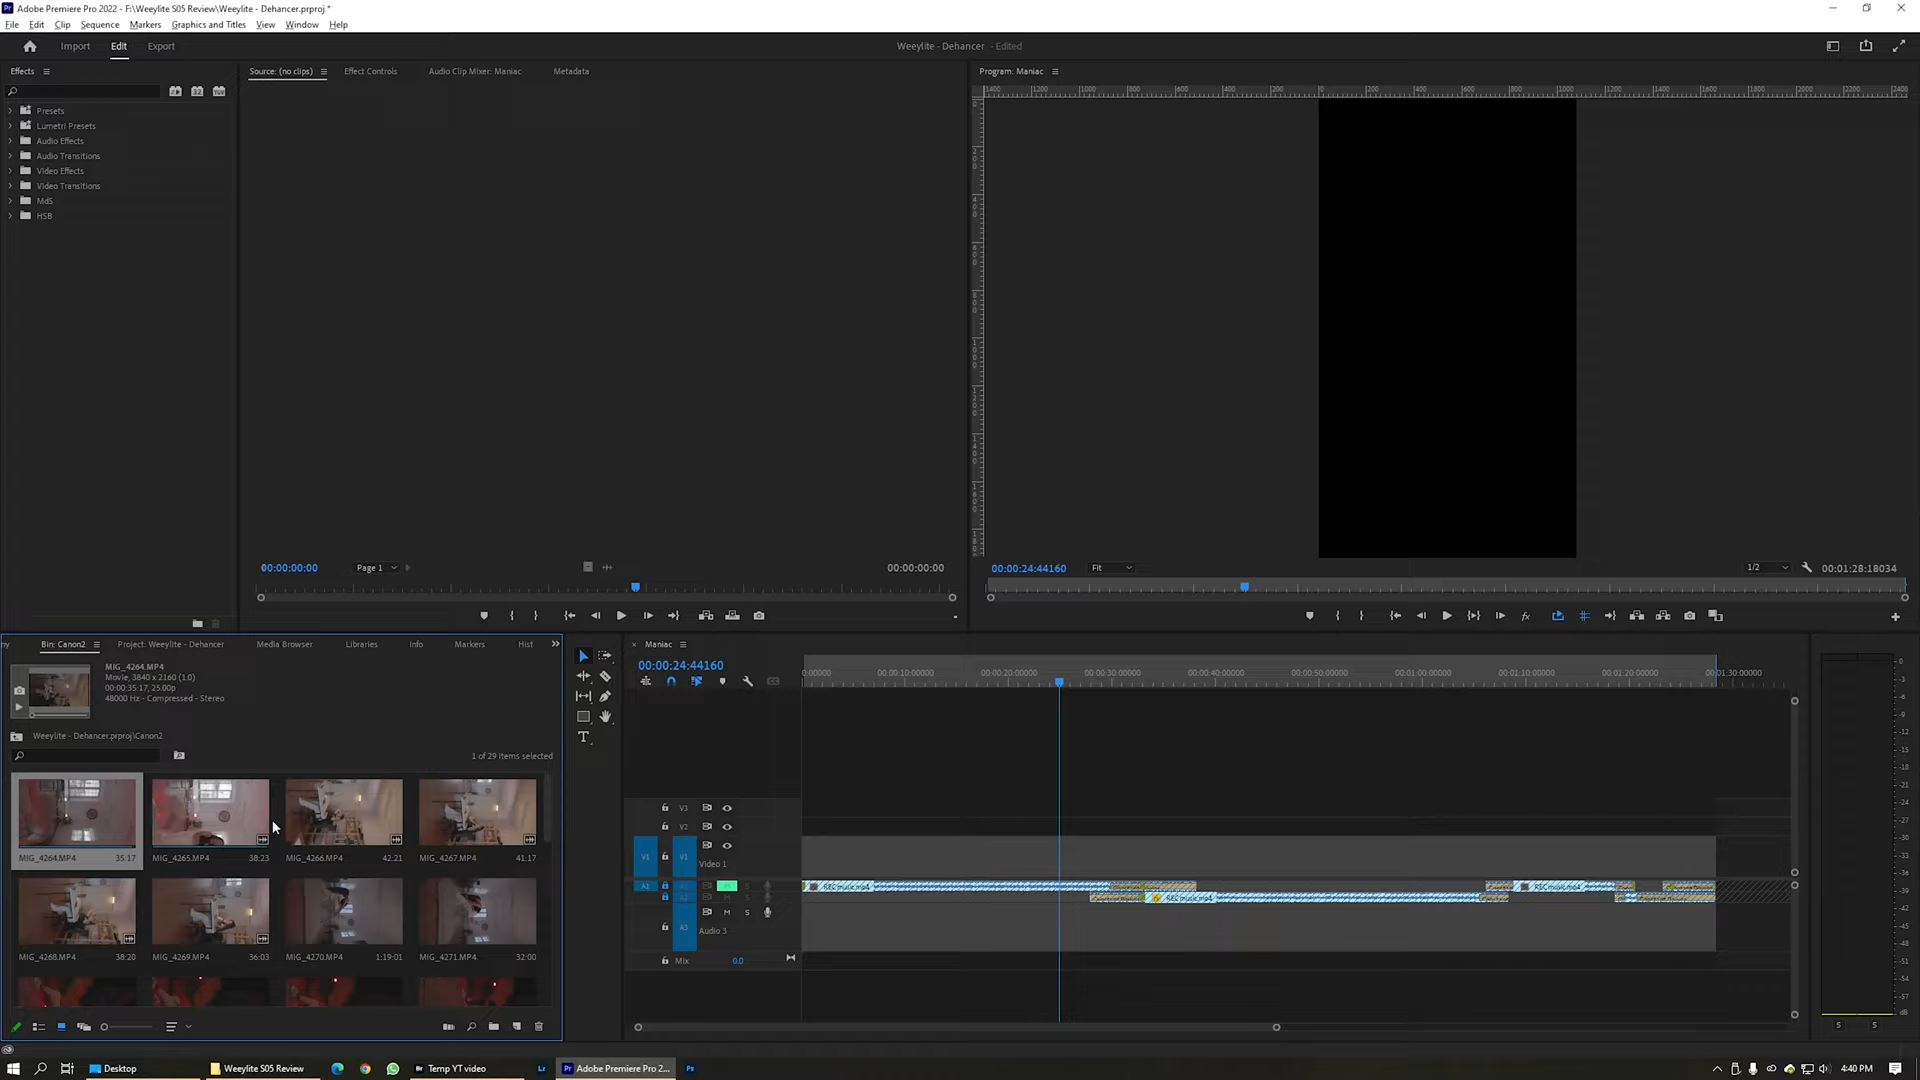 Adobe Premiere Pro 2022 - F:\Weeylite S05 Review\Weeylite - Dehancer.prproj *
File Edit Clip Sequence Markers Graphics and Titles View Window Help
Import Edit Export
Weeylite - Dehancer - Edited
Effects
Source: (no clips) Effect Controls Audio Clip Mixer: Maniac Metadata
Program: Maniac
Presets
Lumetri Presets
Audio Effects
Audio Transitions
Video Effects
Video Transitions
MdS
HSB
00:00:00:00 Page 1 00:00:00:00
00:00:24:44160 Fit 1/2 00:01:28:18034
Bin: Canon2 Project: Weeylite - Dehancer Media Browser Libraries Info Markers Hist
MIG_4264.MP4
Movie, 3840 x 2160 (1.0)
00:00:35:17, 25.00p
48000 Hz - Compressed - Stereo
Weeylite - Dehancer.prproj\Canon2
1 of 29 items selected
MIG_4264.MP4 35:17
MIG_4265.MP4 38:23
MIG_4266.MP4 42:21
MIG_4267.MP4 41:17
MIG_4268.MP4 38:20
MIG_4269.MP4 36:03
MIG_4270.MP4 1:19:01
MIG_4271.MP4 32:00
Maniac
00:00:24:44160
0:00000 00:00:10:00000 00:00:20:00000 00:00:30:00000 00:00:40:00000 00:00:50:00000 00:01:00:00000 00:01:10:00000 00:01:20:00000 00:01:30:00000
V3
V2
V1 V1
Video 1
A1 REC music.mp4 REC music.mp4
REC music.mp4
M S
A3 Audio 3
Mix 0.0
S S
Desktop Weeylite S05 Review Temp YT video Adobe Premiere Pro 2... 4:40 PM